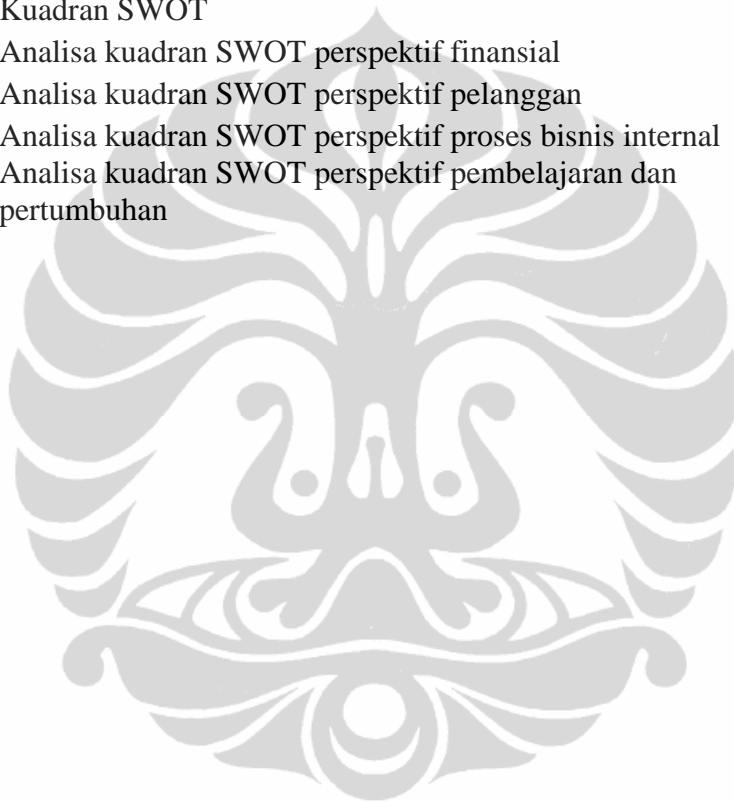 Kuadran SWOT
Analisa kuadran SWOT perspektif finansial
Analisa kuadran SWOT perspektif pelanggan
Analisa kuadran SWOT perspektif proses bisnis internal
Analisa kuadran SWOT perspektif pembelajaran dan
pertumbuhan